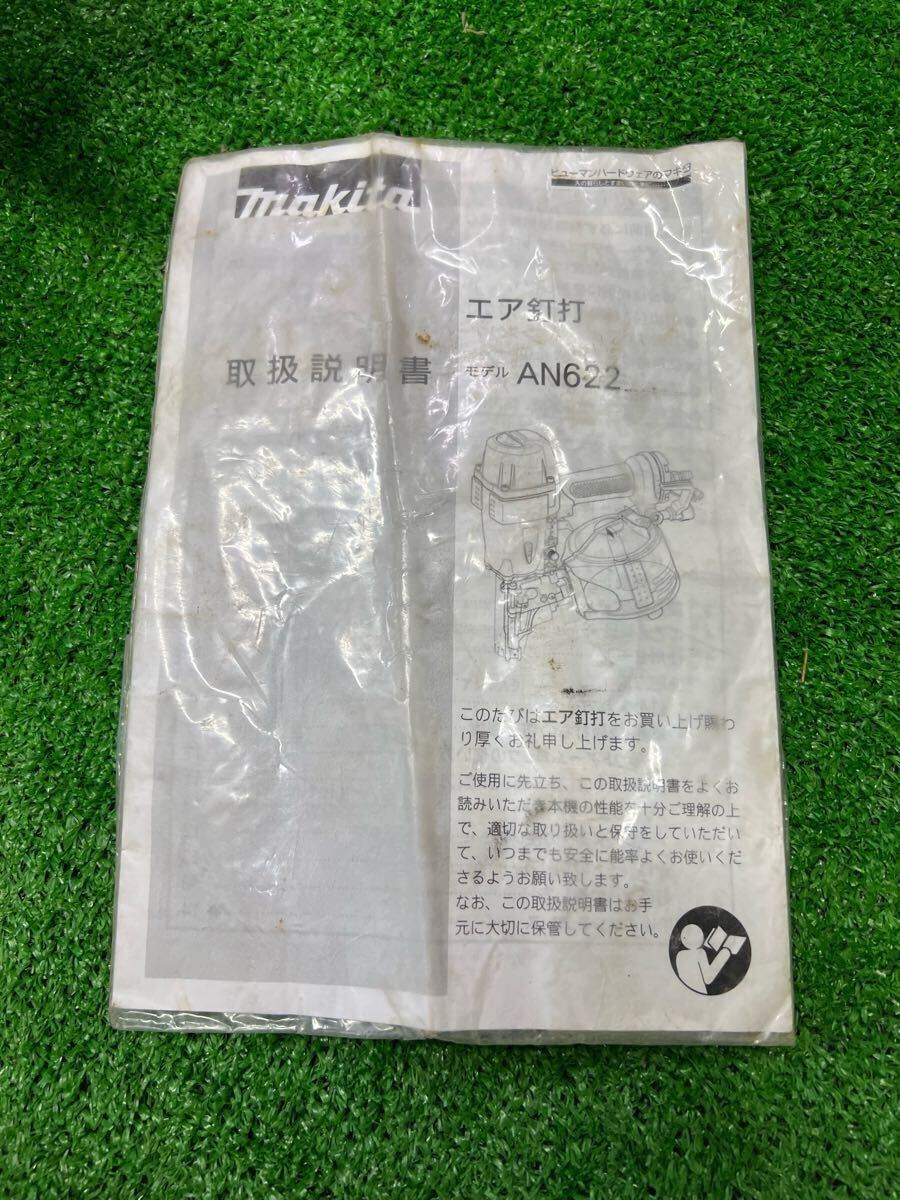 makita
ヒューマンハードウェアのマキタ
エア釘打
取扱説明書
モデル AN622
このたびはエア釘打をお買い上げ賜わ
り厚くお礼申し上げます。
ご使用に先立ち、この取扱説明書をよくお
読みいただき本機の性能を十分ご理解の上
で、適切な取り扱いと保守をしていただい
て、いつまでも安全に能率よくお使いくだ
さるようお願い致します。
なお、この取扱説明書はお手
元に大切に保管してください。